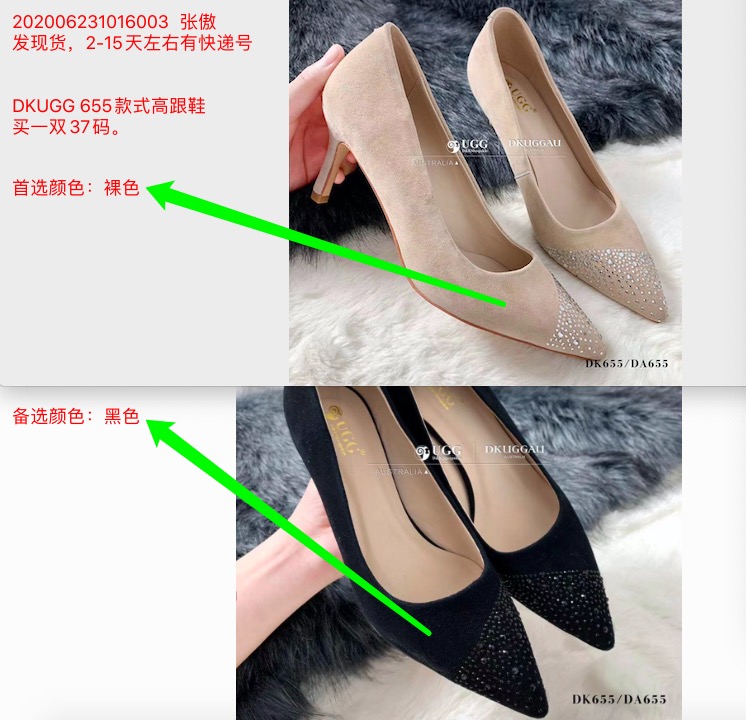 202006231016003 张傲
发现货，2-15天左右有快递号
DKUGG 655款式高跟鞋
买一双37码。
首选颜色：裸色
UGG
UGG
DKUGGAU
AUSTRALIA
DK655/DA655
备选颜色：黑色
UGG
UGG
UGG
DKUGGAU
AUSTRALIA
DK655/DA655